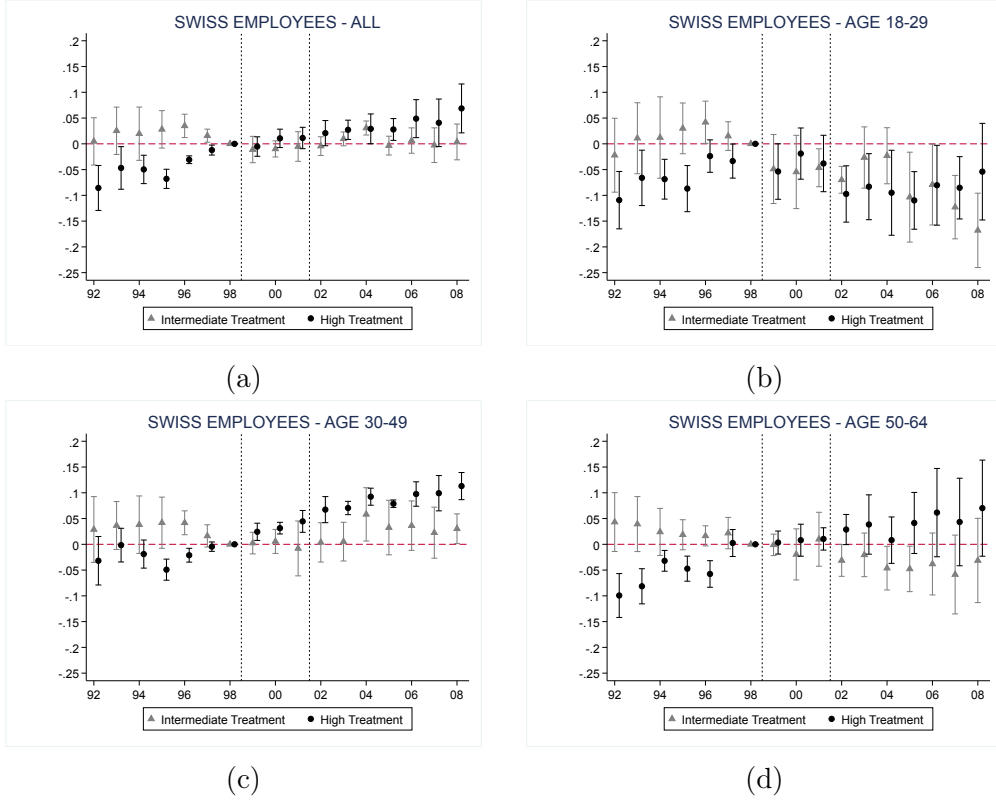 SWISS EMPLOYEES - ALL
.2
.15
.1
.05
0
-.05
-.1
-.15
-.2
-.25
92 94 96 98 00 02 04 06 08
Intermediate Treatment High Treatment
(a)
SWISS EMPLOYEES - AGE 18-29
.2
.15
.1
.05
0
-.05
-.1
-.15
-.2
-.25
92 94 96 98 00 02 04 06 08
Intermediate Treatment High Treatment
(b)
SWISS EMPLOYEES - AGE 30-49
.2
.15
.1
.05
0
-.05
-.1
-.15
-.2
-.25
92 94 96 98 00 02 04 06 08
Intermediate Treatment High Treatment
(c)
SWISS EMPLOYEES - AGE 50-64
.2
.15
.1
.05
0
-.05
-.1
-.15
-.2
-.25
92 94 96 98 00 02 04 06 08
Intermediate Treatment High Treatment
(d)